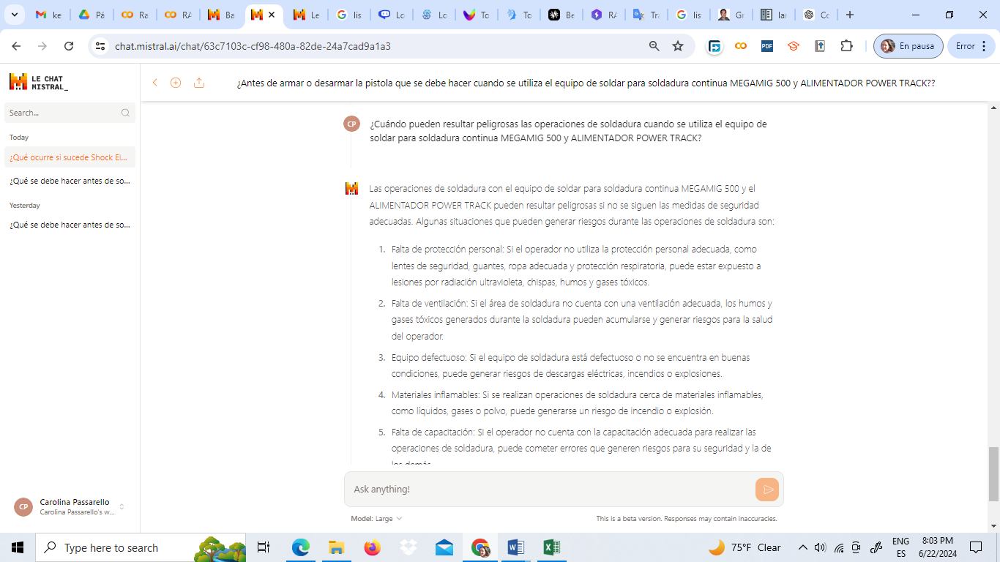 ke
Pá
Ra
RA
Ba
Le
lis
Lo
Lo
To
To
Be
RA
Tra
lis
Gr
lar
Co
chat.mistral.ai/chat/63c7103c-cf98-480a-82de-24a7cad9a1a3
PDF
En pausa
Error
LE CHAT
MISTRAL_
¿Antes de armar o desarmar la pistola que se debe hacer cuando se utiliza el equipo de soldar para soldadura continua MEGAMIG 500 y ALIMENTADOR POWER TRACK??
Search...
Today
¿Qué ocurre si sucede Shock El...
¿Qué se debe hacer antes de so...
Yesterday
¿Qué se debe hacer antes de so...
CP
¿Cuándo pueden resultar peligrosas las operaciones de soldadura cuando se utiliza el equipo de
soldar para soldadura continua MEGAMIG 500 y ALIMENTADOR POWER TRACK?
Las operaciones de soldadura con el equipo de soldar para soldadura continua MEGAMIG 500 y el
ALIMENTADOR POWER TRACK pueden resultar peligrosas si no se siguen las medidas de seguridad
adecuadas. Algunas situaciones que pueden generar riesgos durante las operaciones de soldadura son:
1. Falta de protección personal: Si el operador no utiliza la protección personal adecuada, como
lentes de seguridad, guantes, ropa adecuada y protección respiratoria, puede estar expuesto a
lesiones por radiación ultravioleta, chispas, humos y gases tóxicos.
2. Falta de ventilación: Si el área de soldadura no cuenta con una ventilación adecuada, los humos y
gases tóxicos generados durante la soldadura pueden acumularse y generar riesgos para la salud
del operador.
3. Equipo defectuoso: Si el equipo de soldadura está defectuoso o no se encuentra en buenas
condiciones, puede generar riesgos de descargas eléctricas, incendios o explosiones.
4. Materiales inflamables: Si se realizan operaciones de soldadura cerca de materiales inflamables,
como líquidos, gases o polvo, puede generarse un riesgo de incendio o explosión.
5. Falta de capacitación: Si el operador no cuenta con la capacitación adecuada para realizar las
operaciones de soldadura, puede cometer errores que generen riesgos para su seguridad y la de
los demás.
Ask anything!
Model: Large
This is a beta version. Responses may contain inaccuracies.
CP
Carolina Passarello
Carolina Passarello's w...
Type here to search
75°F Clear
ENG
ES
8:03 PM
6/22/2024